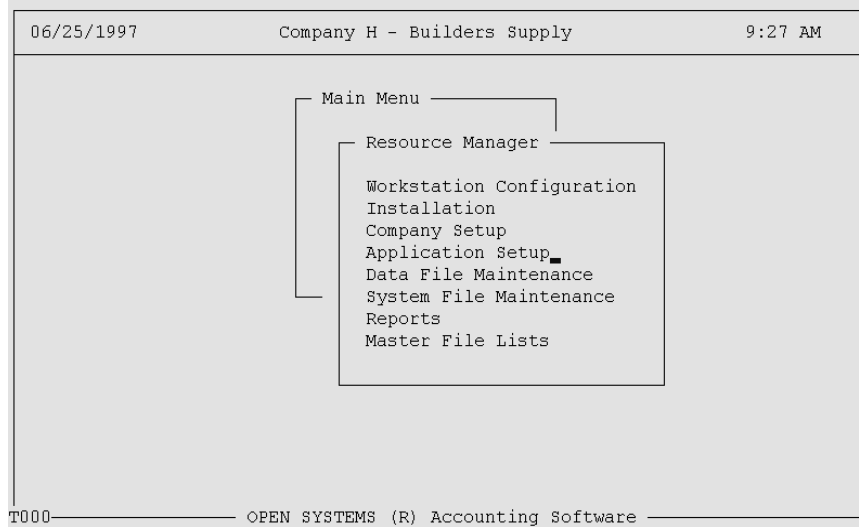 06/25/1997 Company H - Builders Supply 9:27 AM
Main Menu
Resource Manager
Workstation Configuration
Installation
Company Setup
Application Setup
Data File Maintenance
System File Maintenance
Reports
Master File Lists
T000 OPEN SYSTEMS (R) Accounting Software